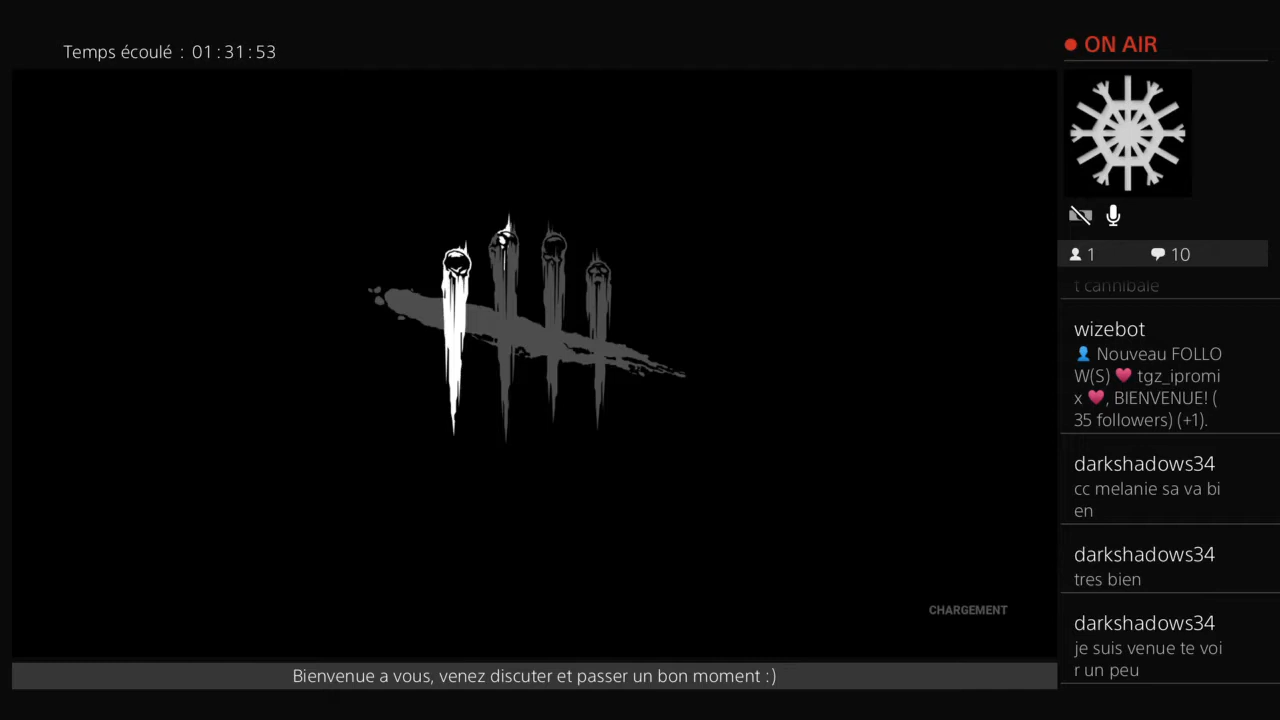 Temps écoulé : 01:31:53
ON AIR
1
10
t cannibale
wizebot
👤 Nouveau FOLLO
W(S) ❤ tgz_ipromi
x ❤, BIENVENUE! (
35 followers) (+1).
darkshadows34
cc melanie sa va bi
en
darkshadows34
tres bien
darkshadows34
je suis venue te voi
r un peu
CHARGEMENT
Bienvenue a vous, venez discuter et passer un bon moment :)